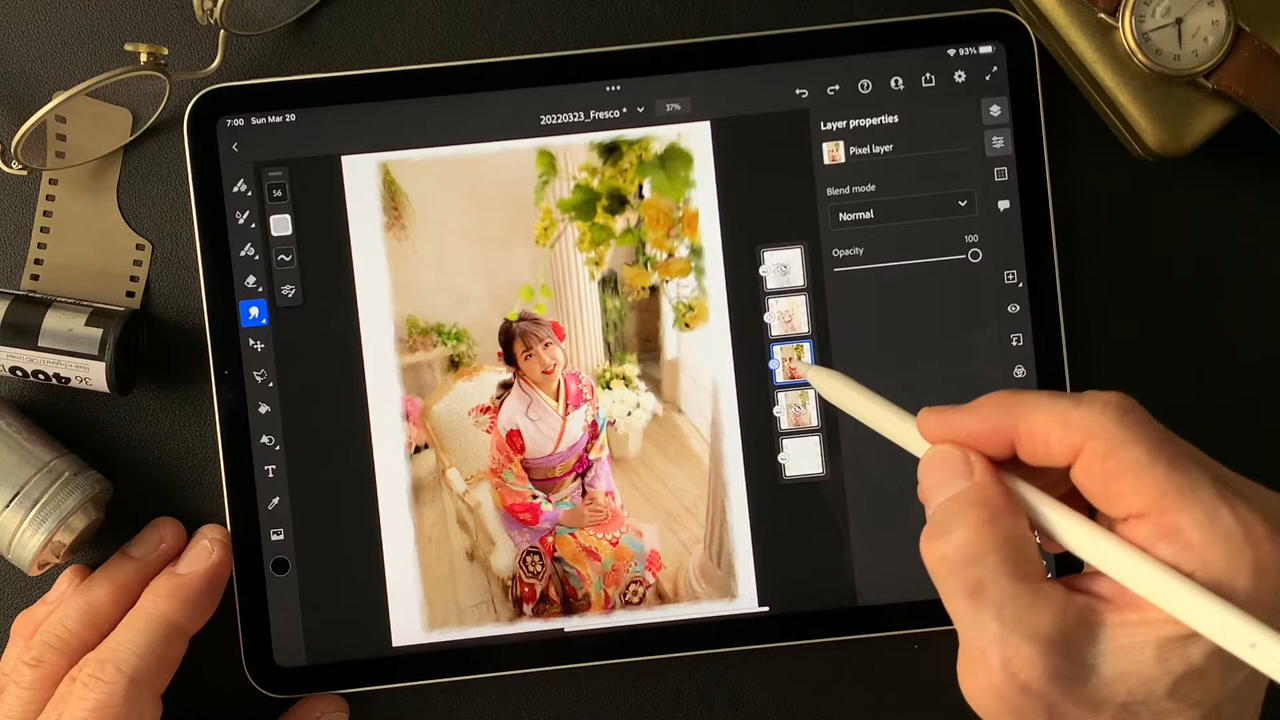 7:00 Sun Mar 20
93%
20220323_Fresco *
37%
56
T
Layer properties
Pixel layer
Blend mode
Normal
Opacity
100
400
36